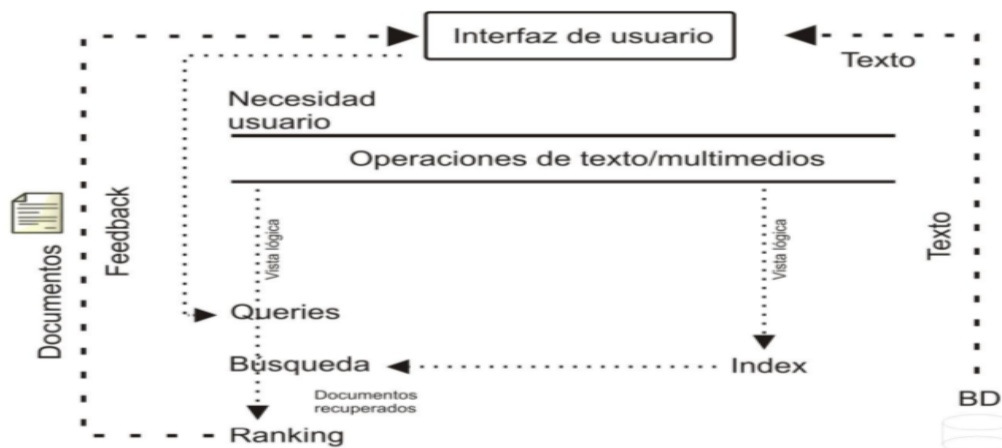 Interfaz de usuario
Texto
Necesidad
usuario
Operaciones de texto/multimedios
Documentos
Feedback
Vista lógica
Vista lógica
Texto
Queries
Búsqueda
Index
Documentos
recuperados
BD
Ranking